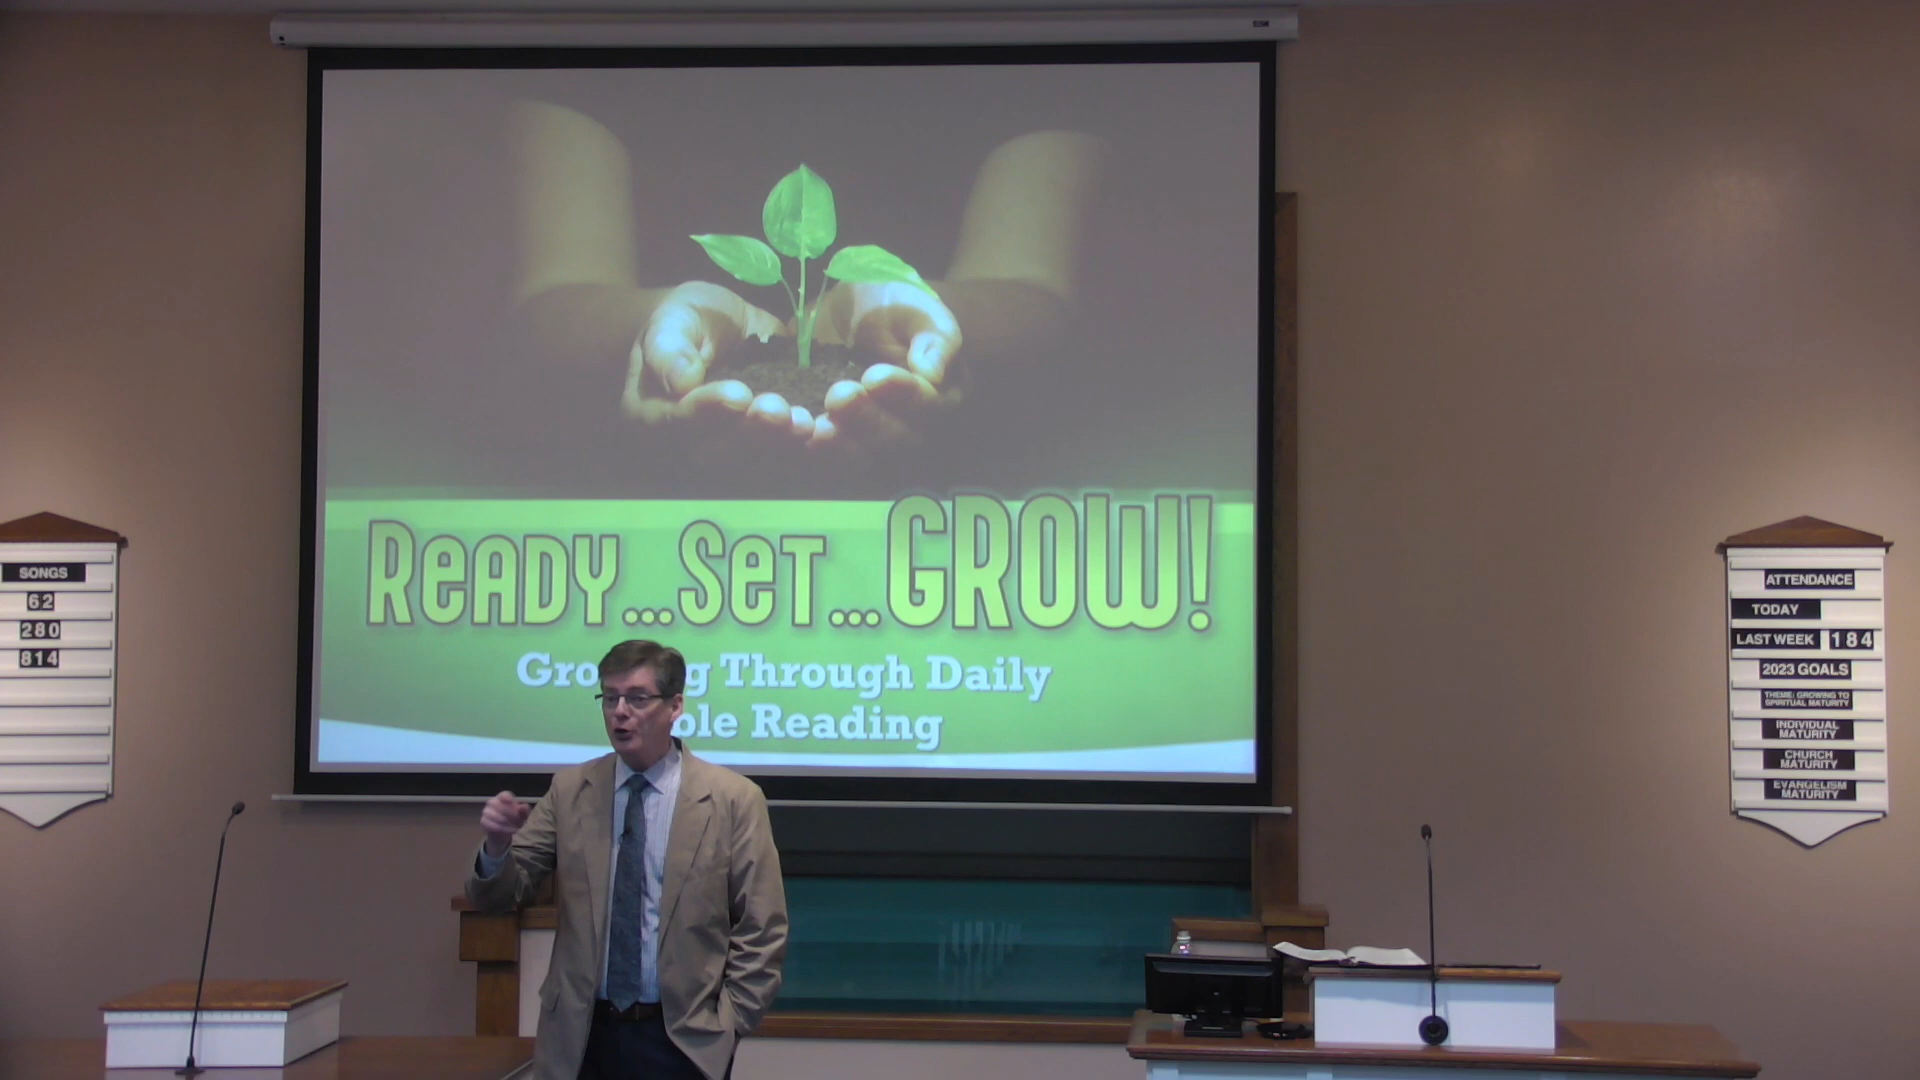 Ready...Set...GROW!
Gro g Through Daily
ble Reading
SONGS
62
280
814
ATTENDANCE
TODAY
LAST WEEK 184
2023 GOALS
THEME: GROWING TO
SPIRITUAL MATURITY
INDIVIDUAL
MATURITY
CHURCH
MATURITY
EVANGELISM
MATURITY